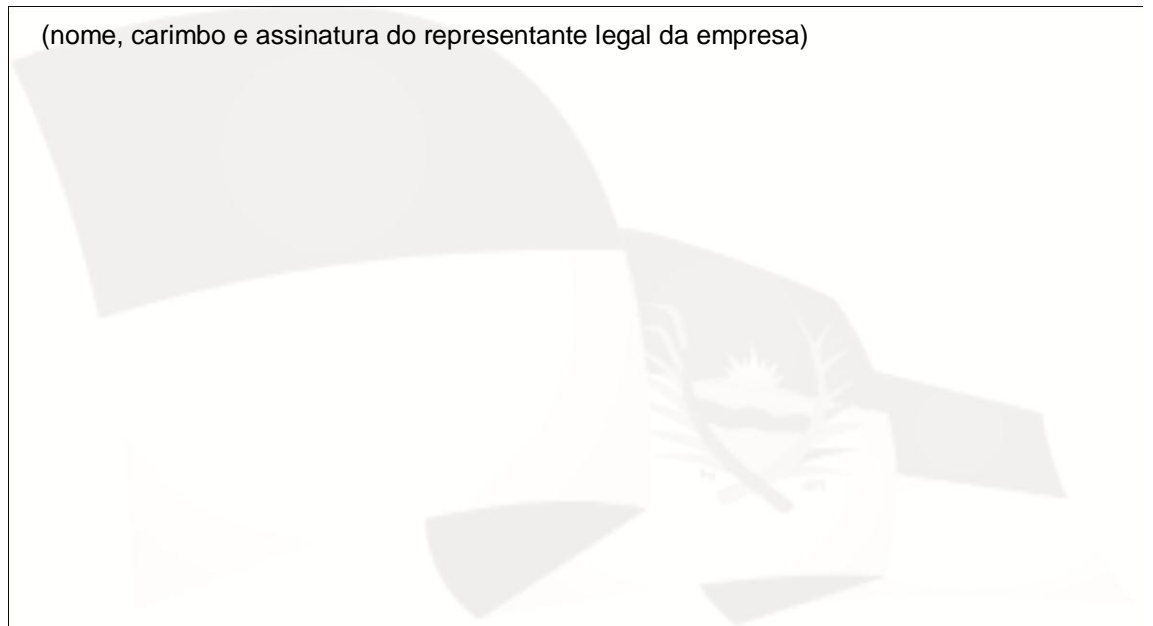 (nome, carimbo e assinatura do representante legal da empresa)